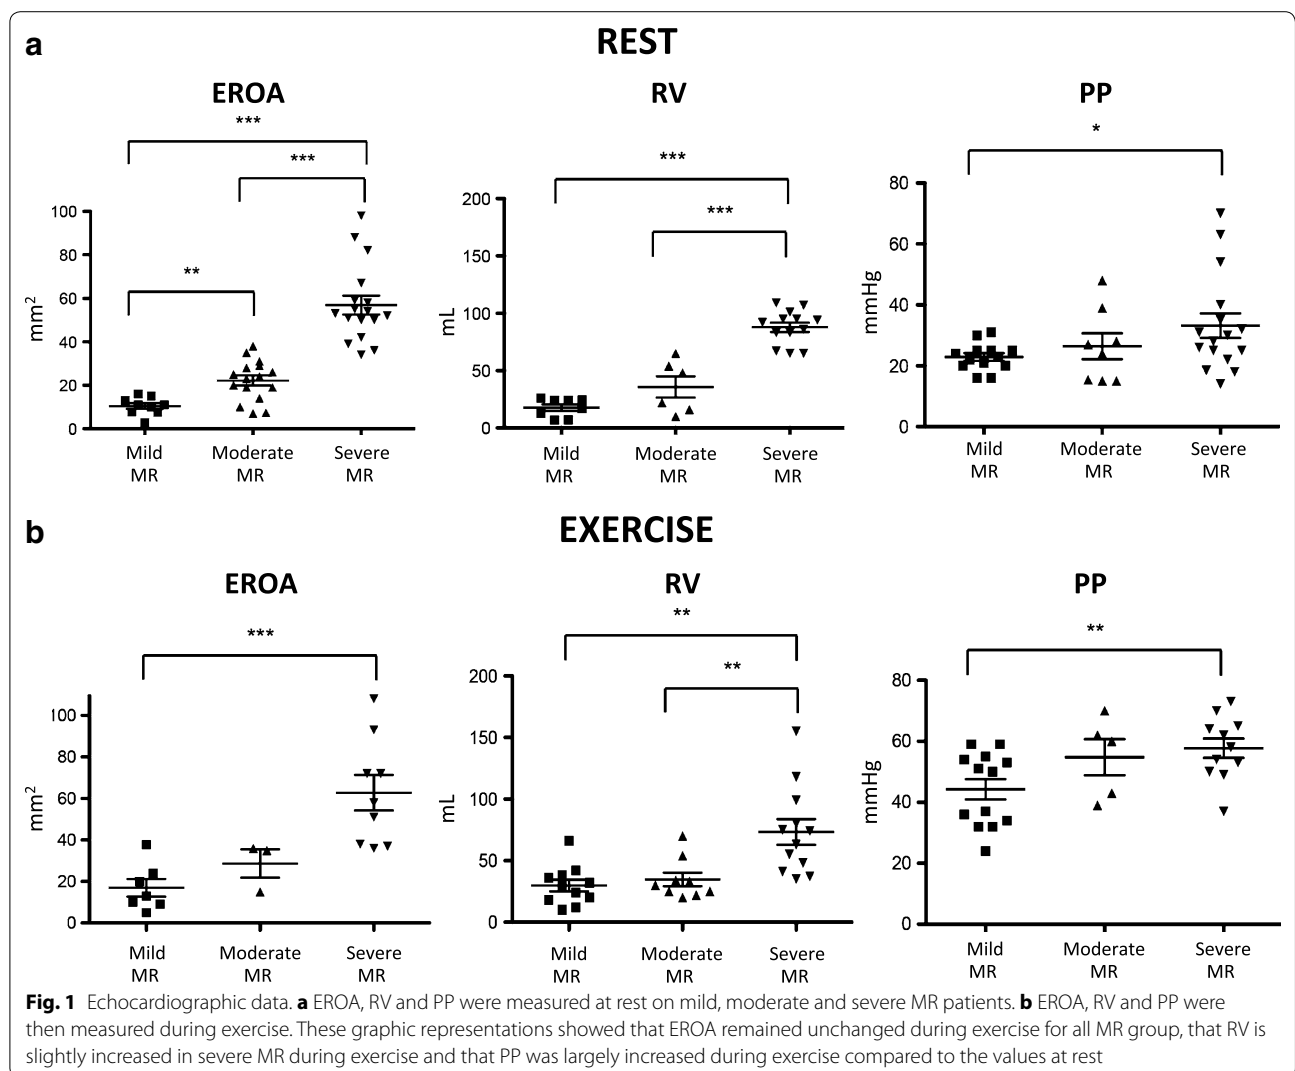 a
REST
EROA
RV
PP
***
***
**
***
***
*
100
80
60
40
20
0
mm²
Mild MR
Moderate MR
Severe MR
200
150
100
50
0
mL
Mild MR
Moderate MR
Severe MR
80
60
40
20
0
mmHg
Mild MR
Moderate MR
Severe MR
b
EXERCISE
EROA
RV
PP
***
**
**
**
100
80
60
40
20
0
mm²
Mild MR
Moderate MR
Severe MR
200
150
100
50
0
mL
Mild MR
Moderate MR
Severe MR
80
60
40
20
0
mmHg
Mild MR
Moderate MR
Severe MR
Fig. 1 Echocardiographic data. a EROA, RV and PP were measured at rest on mild, moderate and severe MR patients. b EROA, RV and PP were
then measured during exercise. These graphic representations showed that EROA remained unchanged during exercise for all MR group, that RV is
slightly increased in severe MR during exercise and that PP was largely increased during exercise compared to the values at rest